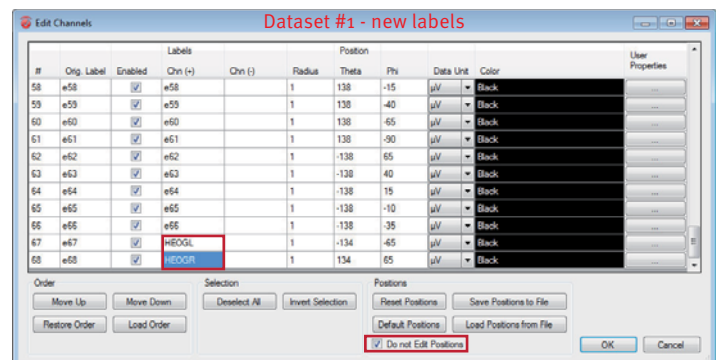 Edit Channels
Dataset #1 - new labels
Labels Position
# Orig. Label Enabled Chn (+) Chn (-) Radius Theta Phi Data Unit Color User Properties
58 e58 e58 1 138 -15 µV Black ...
59 e59 e59 1 138 -40 µV Black ...
60 e60 e60 1 138 -65 µV Black ...
61 e61 e61 1 138 -90 µV Black ...
62 e62 e62 1 -138 65 µV Black ...
63 e63 e63 1 -138 40 µV Black ...
64 e64 e64 1 -138 15 µV Black ...
65 e65 e65 1 -138 -10 µV Black ...
66 e66 e66 1 -138 -35 µV Black ...
67 e67 HEOGL 1 -134 -65 µV Black ...
68 e68 HEOGR 1 134 65 µV Black ...
Order Selection Positions
Move Up Move Down Deselect All Invert Selection Reset Positions Save Positions to File
Restore Order Load Order Default Positions Load Positions from File
Do not Edit Positions OK Cancel